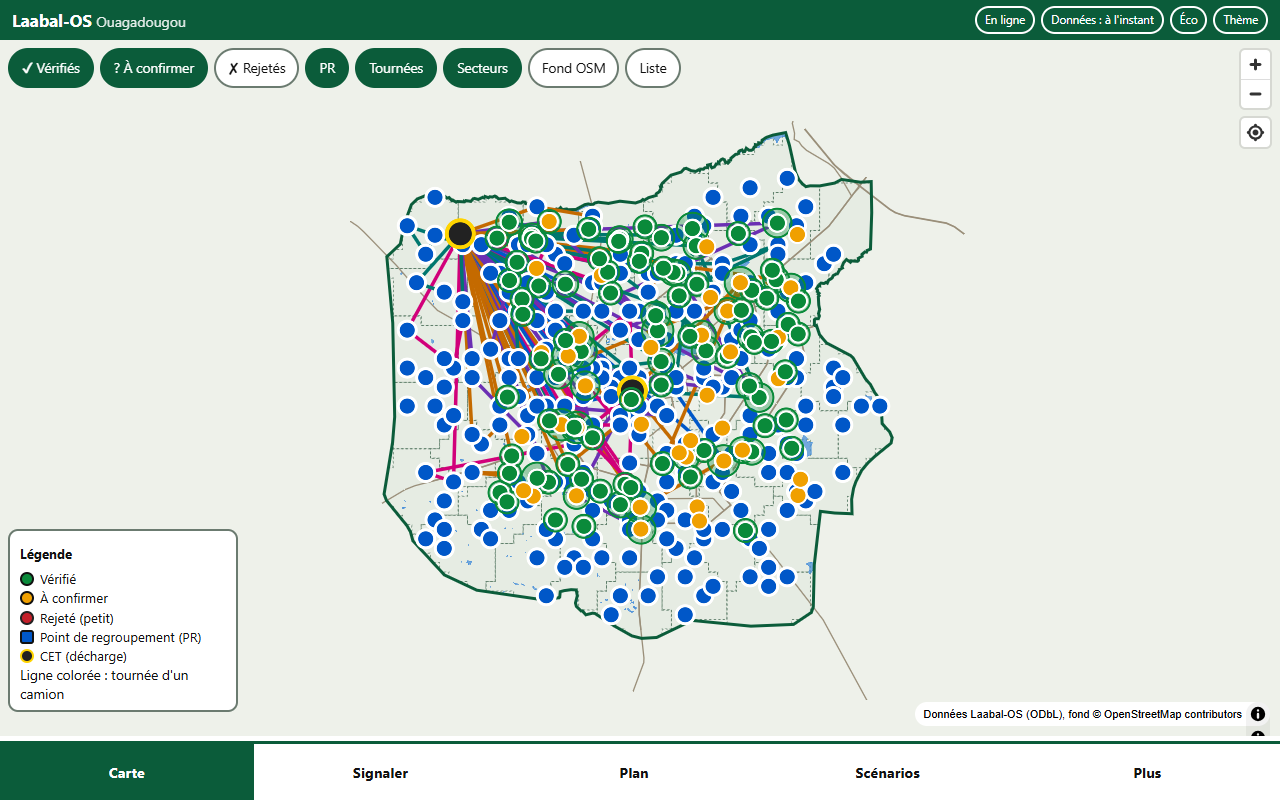 Laabal-OS Ouagadougou
En ligne
Données : à l'instant
Éco
Thème
✓ Vérifiés
? À confirmer
✗ Rejetés
PR
Tournées
Secteurs
Fond OSM
Liste
Légende
Vérifié
À confirmer
Rejeté (petit)
Point de regroupement (PR)
CET (décharge)
Ligne colorée : tournée d'un
camion
Données Laabal-OS (ODbL), fond © OpenStreetMap contributors
Carte
Signaler
Plan
Scénarios
Plus